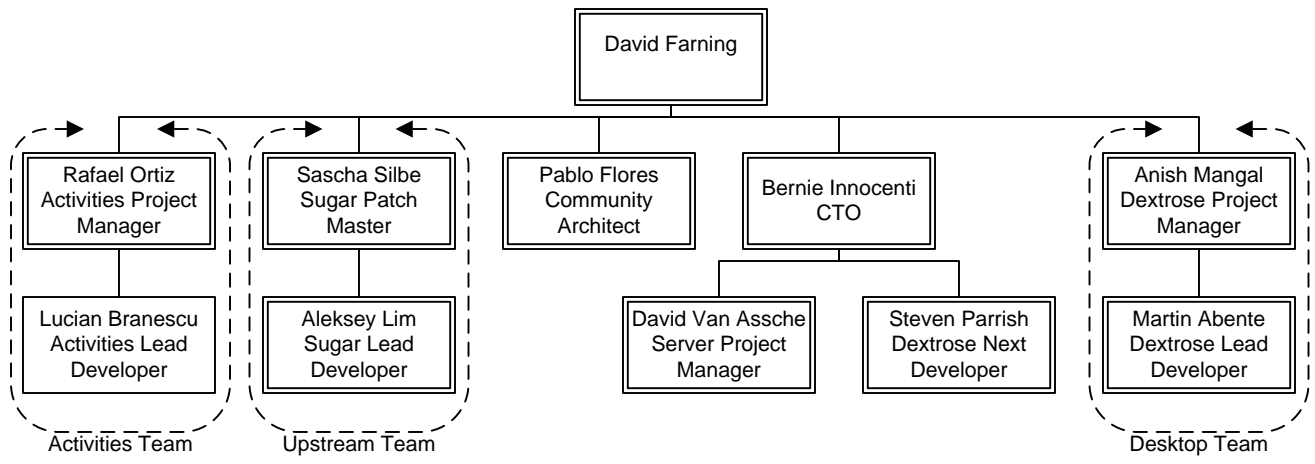 David Farning
Rafael Ortiz
Activities Project
Manager
Sascha Silbe
Sugar Patch
Master
Pablo Flores
Community
Architect
Bernie Innocenti
CTO
Anish Mangal
Dextrose Project
Manager
Lucian Branescu
Activities Lead
Developer
Aleksey Lim
Sugar Lead
Developer
David Van Assche
Server Project
Manager
Steven Parrish
Dextrose Next
Developer
Martin Abente
Dextrose Lead
Developer
Activities Team
Upstream Team
Desktop Team